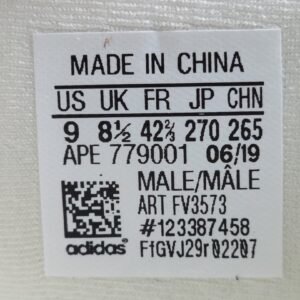 MADE IN CHINA
US UK FR JP CHN
9 8½ 42⅔ 270 265
APE 779001 06/19
MALE/MÂLE
ART FV3573
#123387458
adidas FtGVJ29r02207